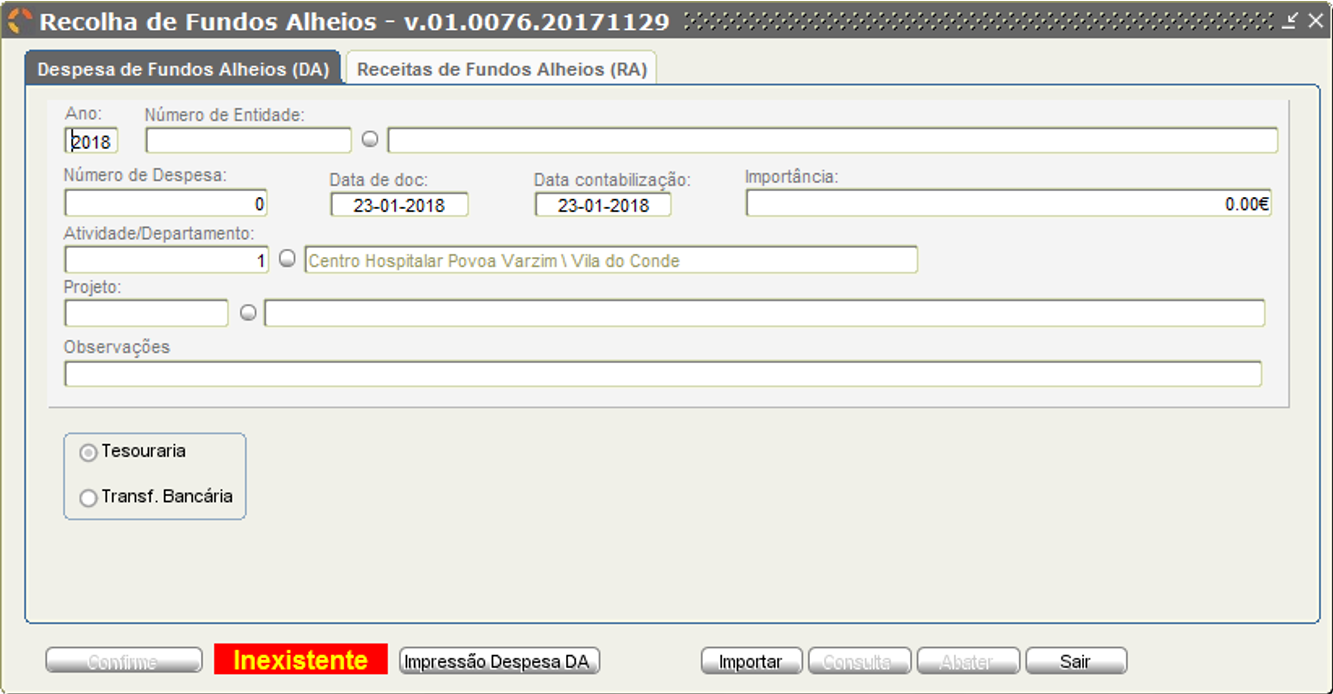 Recolha de Fundos Alheios - v.01.0076.20171129
Despesa de Fundos Alheios (DA) Receitas de Fundos Alheios (RA)
Ano: Número de Entidade:
2018
Número de Despesa: Data de doc: Data contabilização: Importância:
0 23-01-2018 23-01-2018 0.00€
Atividade/Departamento:
1 Centro Hospitalar Povoa Varzim \ Vila do Conde
Projeto:
Observações
Tesouraria
Transf. Bancária
Confirme Inexistente Impressão Despesa DA Importar Consulta Abater Sair